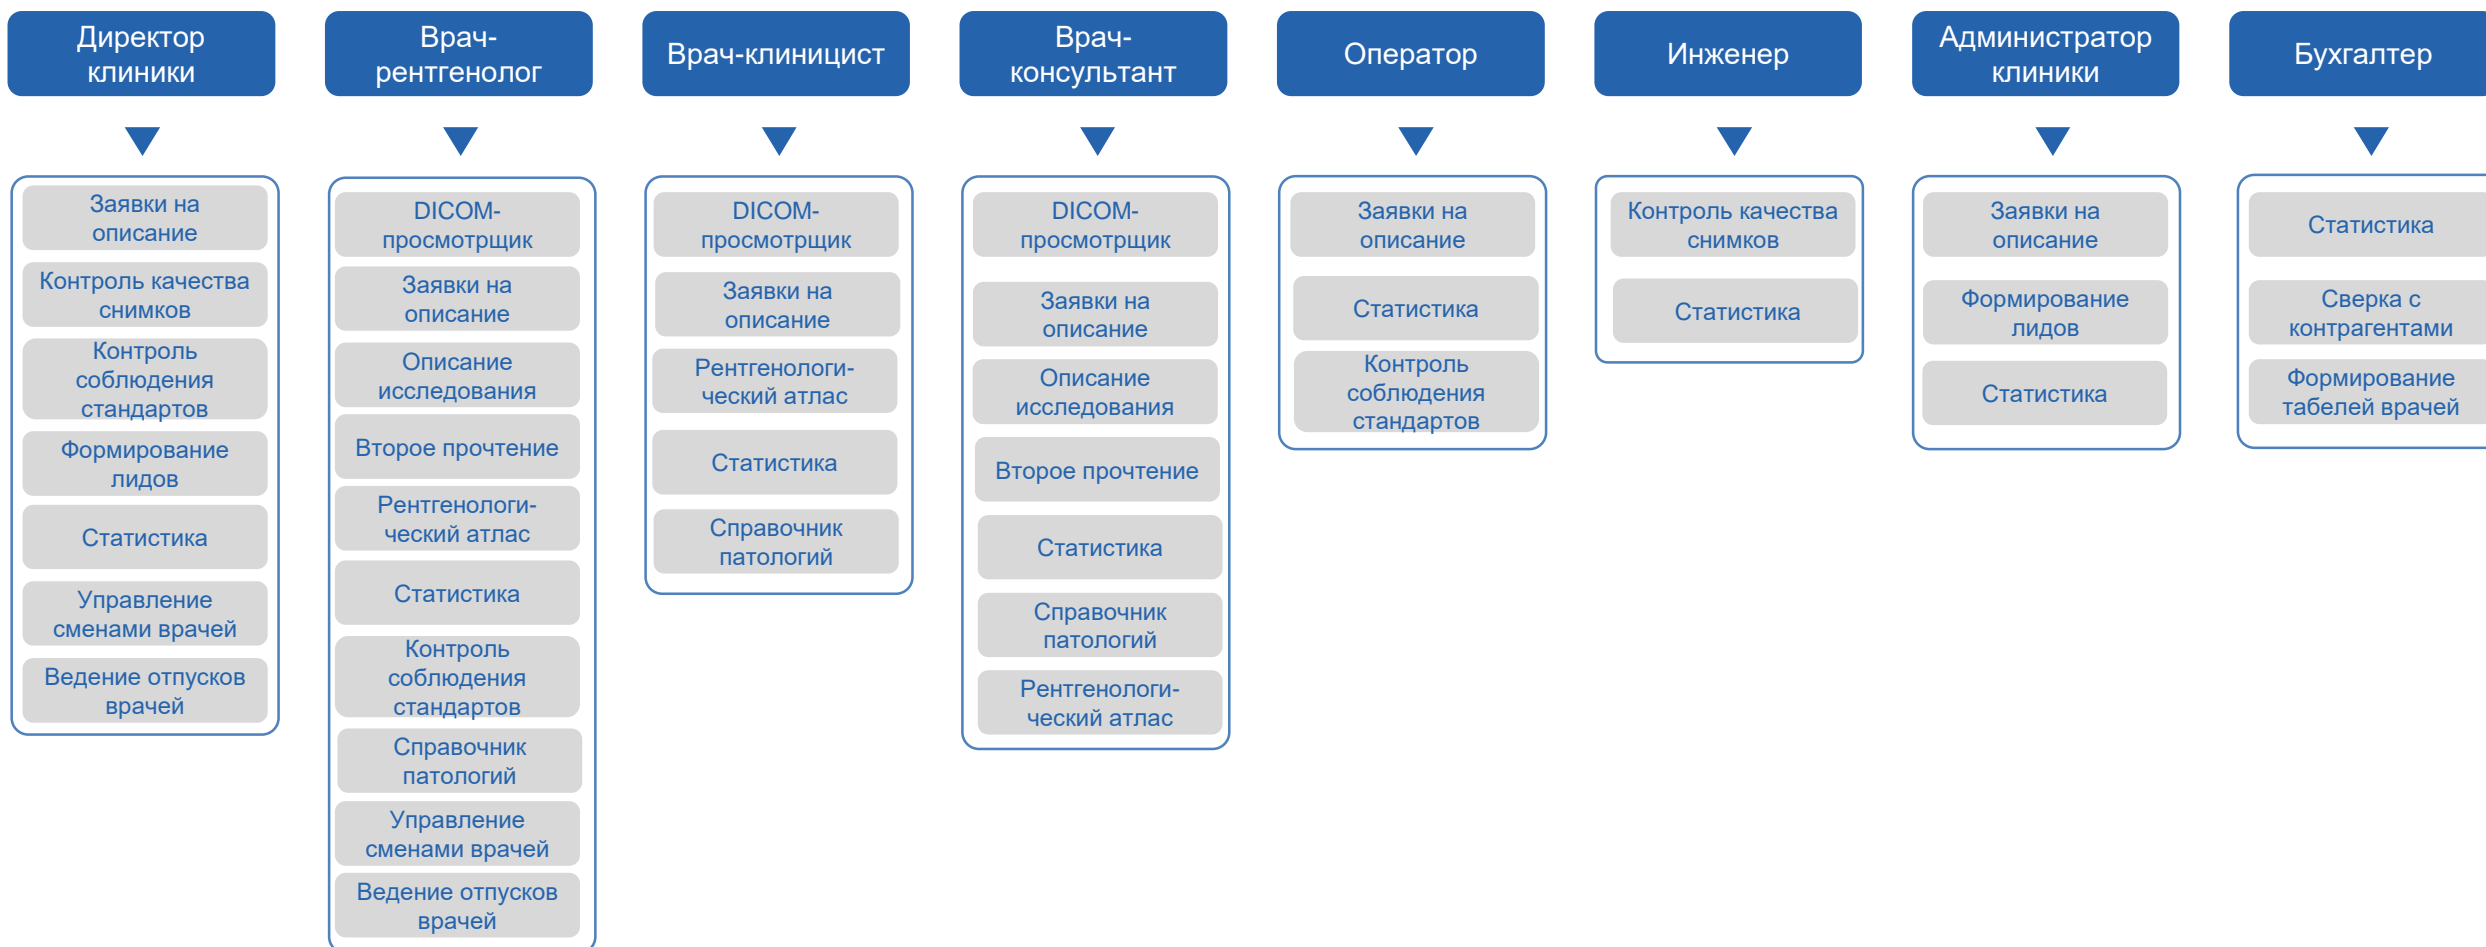 Директор
клиники
Врач-
рентгенолог
Врач-клиницист
Врач-
консультант
Оператор
Инженер
Администратор
клиники
Бухгалтер
Заявки на
описание
Контроль качества
снимков
Контроль
соблюдения
стандартов
Формирование
лидов
Статистика
Управление
сменами врачей
Ведение отпусков
врачей
DICOM-
просмотрщик
Заявки на
описание
Описание
исследования
Второе прочтение
Рентгенологи-
ческий атлас
Статистика
Контроль
соблюдения
стандартов
Справочник
патологий
Управление
сменами врачей
Ведение отпусков
врачей
DICOM-
просмотрщик
Заявки на
описание
Рентгенологи-
ческий атлас
Статистика
Справочник
патологий
DICOM-
просмотрщик
Заявки на
описание
Описание
исследования
Второе прочтение
Статистика
Справочник
патологий
Рентгенологи-
ческий атлас
Заявки на
описание
Статистика
Контроль
соблюдения
стандартов
Контроль качества
снимков
Статистика
Заявки на
описание
Формирование
лидов
Статистика
Статистика
Сверка с
контрагентами
Формирование
табелей врачей